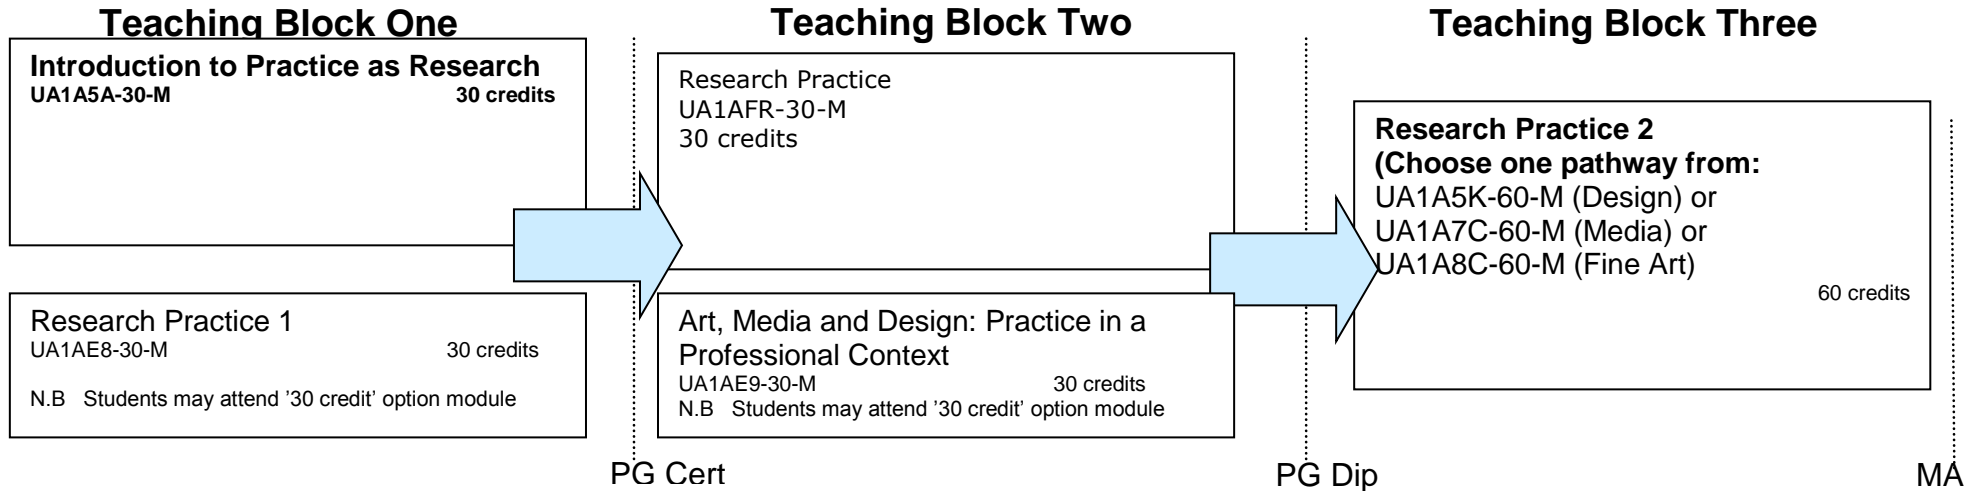 Teaching Block One
Introduction to Practice as Research
UA1A5A-30-M 30 credits
Research Practice 1
UA1AE8-30-M 30 credits
N.B Students may attend ’30 credit’ option module
Teaching Block Two
Research Practice
UA1AFR-30-M
30 credits
Art, Media and Design: Practice in a
Professional Context
UA1AE9-30-M 30 credits
N.B Students may attend ’30 credit’ option module
Teaching Block Three
Research Practice 2
(Choose one pathway from:
UA1A5K-60-M (Design) or
UA1A7C-60-M (Media) or
UA1A8C-60-M (Fine Art)
60 credits
PG Cert
PG Dip
MA